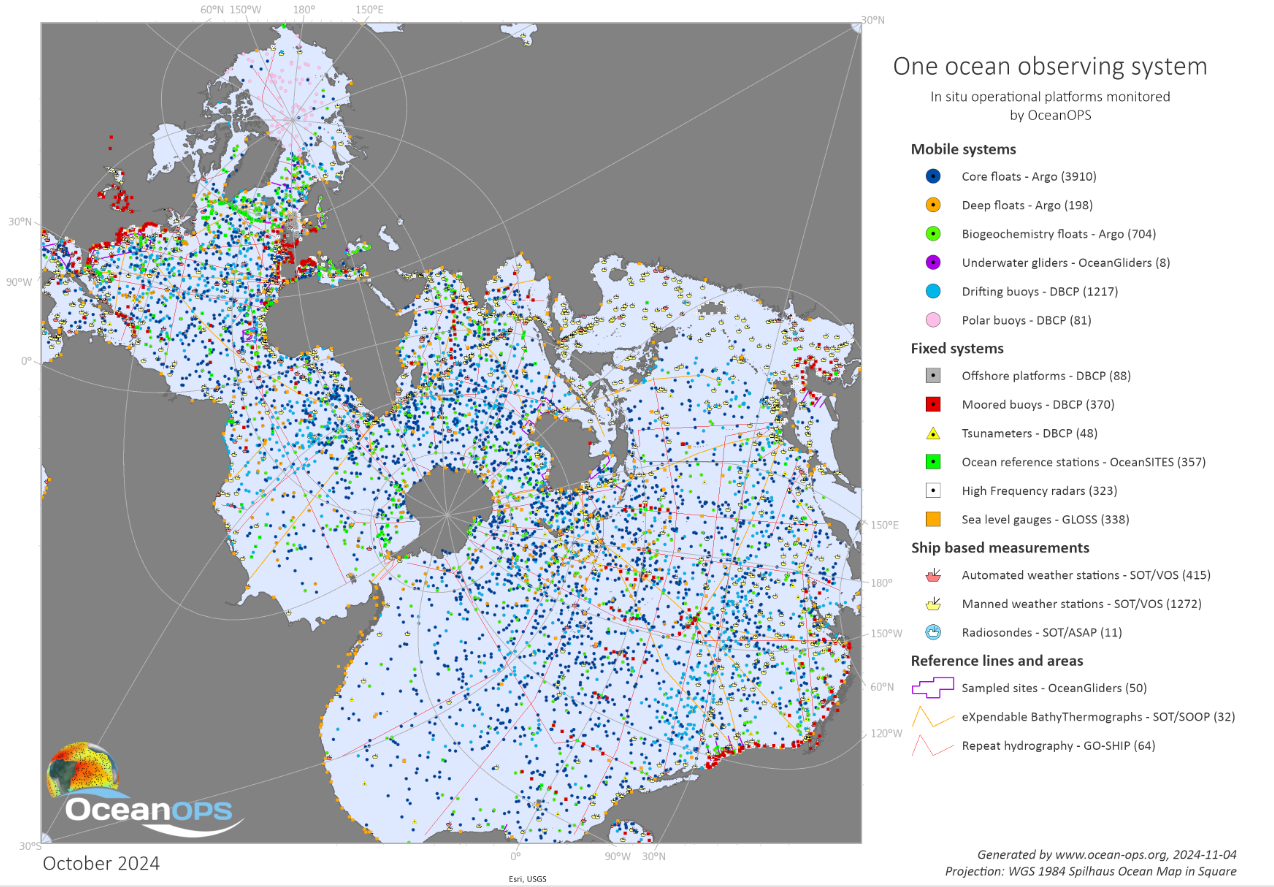 60°N 150°W 180° 150°E
30°N
30°N
90°W
0°
30°S
150°E
180°
150°W
60°N
120°W
0° 90°W 30°N
OceanOPS
October 2024
Esri, USGS
One ocean observing system
In situ operational platforms monitored
by OceanOPS
Mobile systems
Core floats - Argo (3910)
Deep floats - Argo (198)
Biogeochemistry floats - Argo (704)
Underwater gliders - OceanGliders (8)
Drifting buoys - DBCP (1217)
Polar buoys - DBCP (81)
Fixed systems
Offshore platforms - DBCP (88)
Moored buoys - DBCP (370)
Tsunameters - DBCP (48)
Ocean reference stations - OceanSITES (357)
High Frequency radars (323)
Sea level gauges - GLOSS (338)
Ship based measurements
Automated weather stations - SOT/VOS (415)
Manned weather stations - SOT/VOS (1272)
Radiosondes - SOT/ASAP (11)
Reference lines and areas
Sampled sites - OceanGliders (50)
eXpendable BathyThermographs - SOT/SOOP (32)
Repeat hydrography - GO-SHIP (64)
Generated by www.ocean-ops.org, 2024-11-04
Projection: WGS 1984 Spilhaus Ocean Map in Square